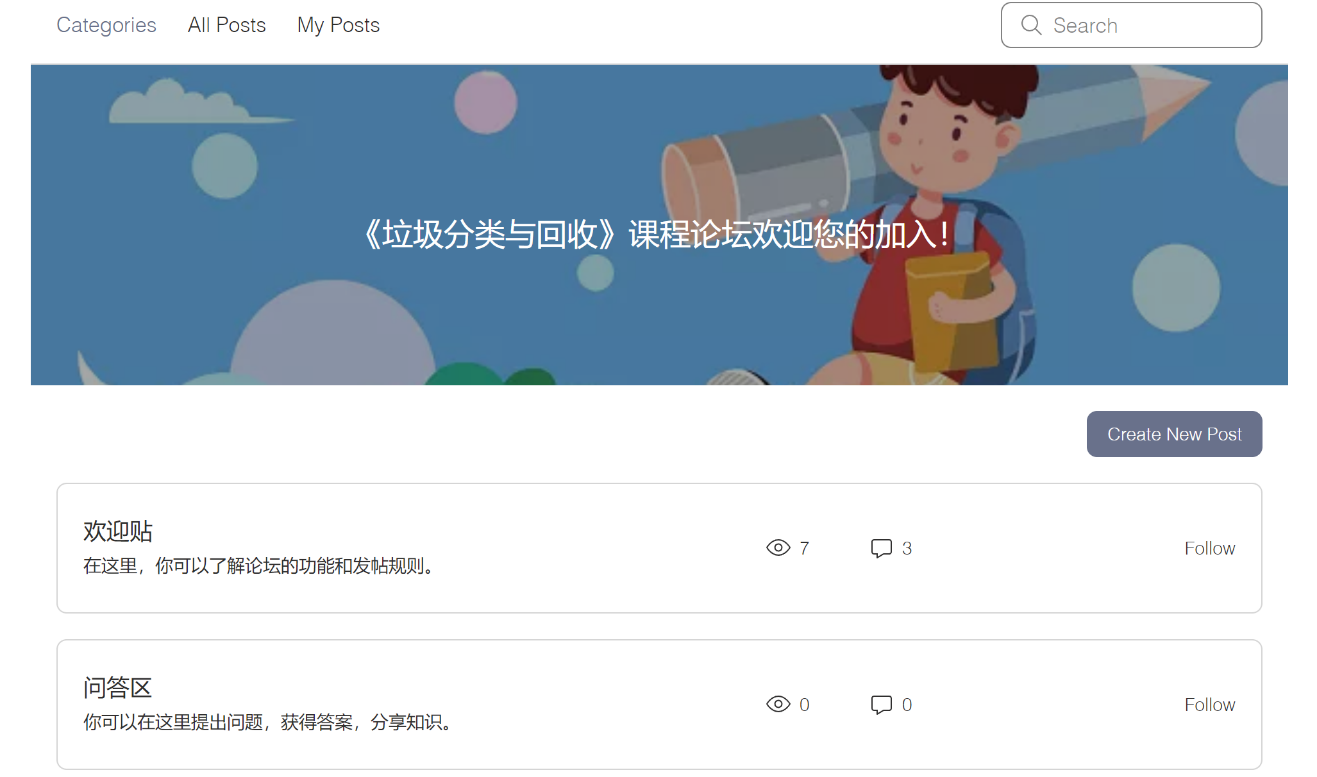 Categories All Posts My Posts Search
《垃圾分类与回收》课程论坛欢迎您的加入！
Create New Post
欢迎贴
在这里，你可以了解论坛的功能和发帖规则。
7 3 Follow
问答区
你可以在这里提出问题，获得答案，分享知识。
0 0 Follow